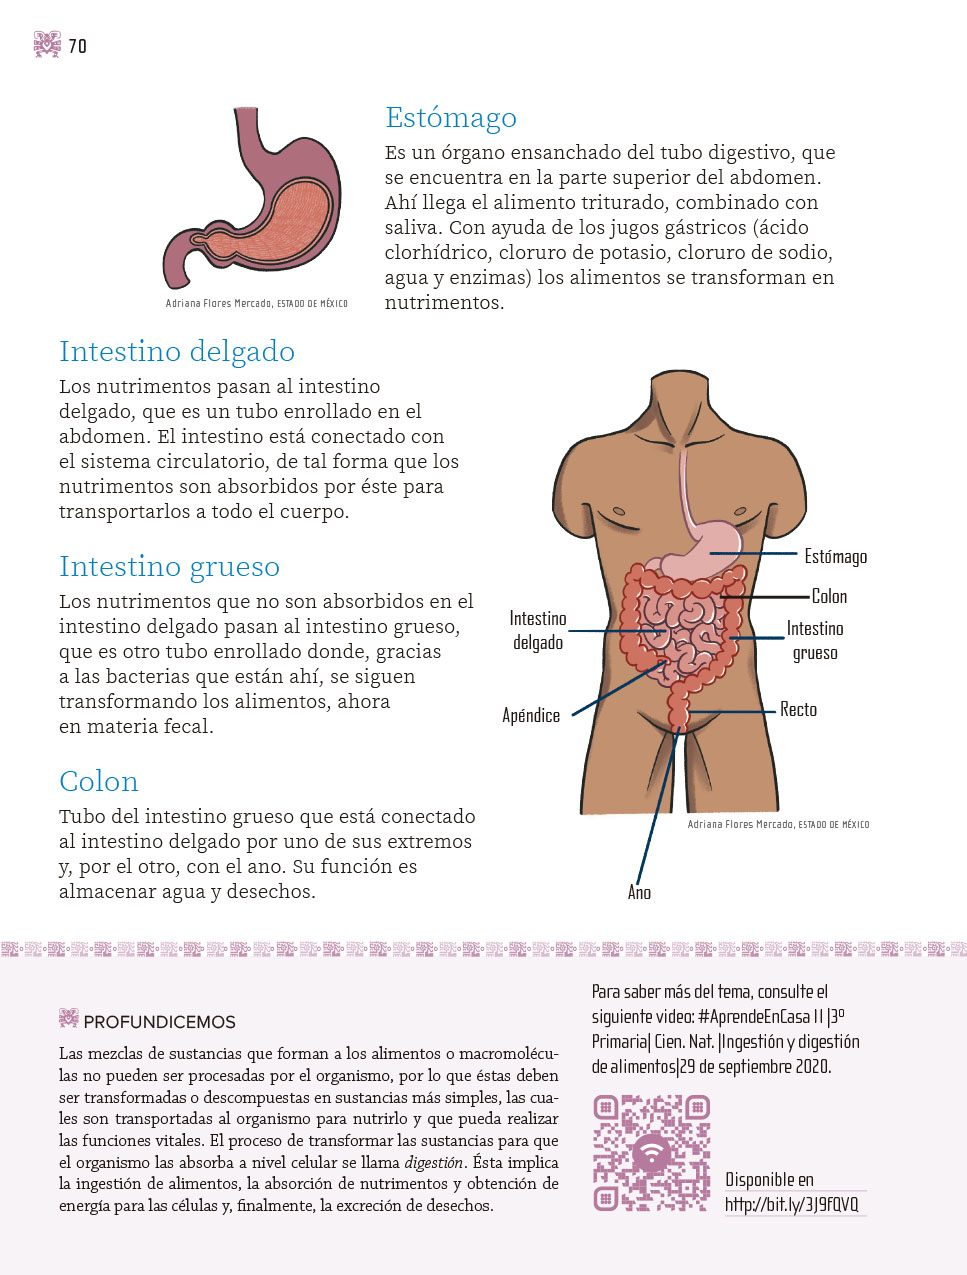 70
Estómago
Es un órgano ensanchado del tubo digestivo, que
se encuentra en la parte superior del abdomen.
Ahí llega el alimento triturado, combinado con
saliva. Con ayuda de los jugos gástricos (ácido
clorhídrico, cloruro de potasio, cloruro de sodio,
agua y enzimas) los alimentos se transforman en
nutrimentos.
Adriana Flores Mercado, ESTADO DE MÉXICO
Intestino delgado
Los nutrimentos pasan al intestino
delgado, que es un tubo enrollado en el
abdomen. El intestino está conectado con
el sistema circulatorio, de tal forma que los
nutrimentos son absorbidos por éste para
transportarlos a todo el cuerpo.
Intestino grueso
Los nutrimentos que no son absorbidos en el
intestino delgado pasan al intestino grueso,
que es otro tubo enrollado donde, gracias
a las bacterias que están ahí, se siguen
transformando los alimentos, ahora
en materia fecal.
Colon
Tubo del intestino grueso que está conectado
al intestino delgado por uno de sus extremos
y, por el otro, con el ano. Su función es
almacenar agua y desechos.
Estómago
Colon
Intestino
delgado
Intestino
grueso
Apéndice
Recto
Adriana Flores Mercado, ESTADO DE MÉXICO
Ano
PROFUNDICEMOS
Las mezclas de sustancias que forman a los alimentos o macromolécu-
las no pueden ser procesadas por el organismo, por lo que éstas deben
ser transformadas o descompuestas en sustancias más simples, las cua-
les son transportadas al organismo para nutrirlo y que pueda realizar
las funciones vitales. El proceso de transformar las sustancias para que
el organismo las absorba a nivel celular se llama digestión. Ésta implica
la ingestión de alimentos, la absorción de nutrimentos y obtención de
energía para las células y, finalmente, la excreción de desechos.
Para saber más del tema, consulte el
siguiente video: #AprendeEnCasa II |3º
Primaria| Cien. Nat. |Ingestión y digestión
de alimentos|29 de septiembre 2020.
Disponible en
http://bit.ly/3J9fQVQ